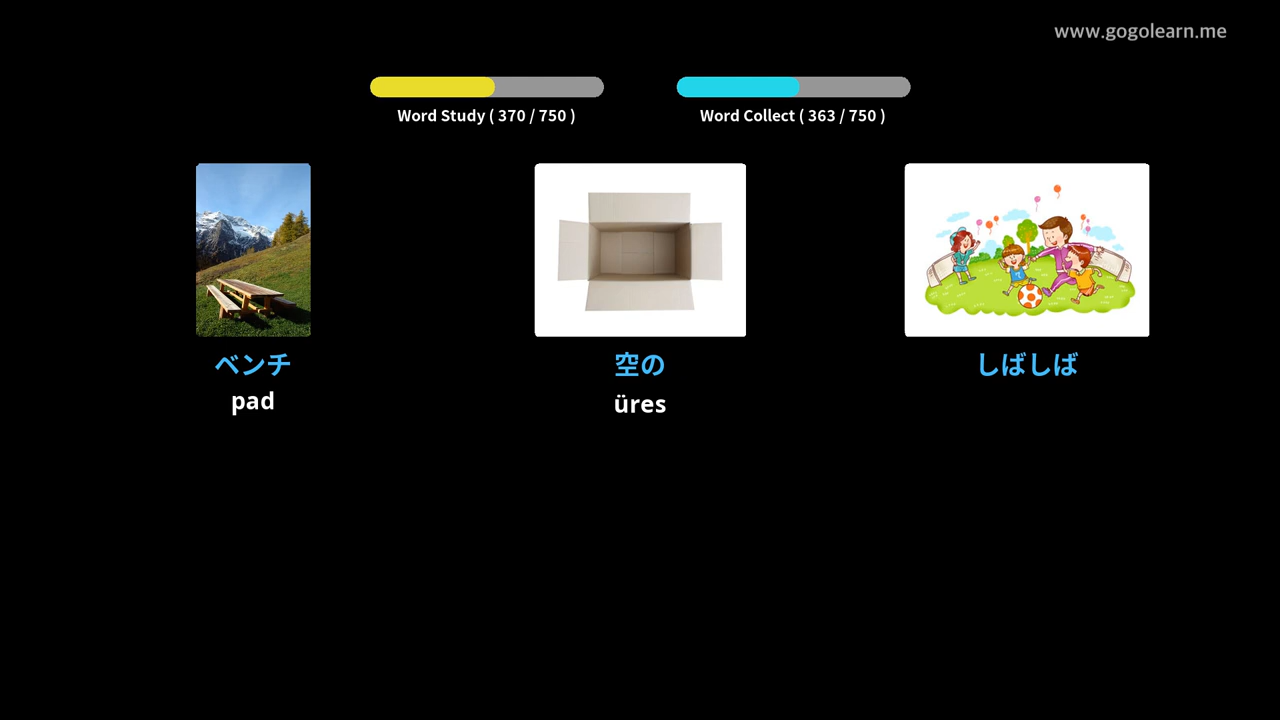 www.gogolearn.me
Word Study ( 370 / 750 )
Word Collect ( 363 / 750 )
ベンチ
pad
空の
üres
しばしば